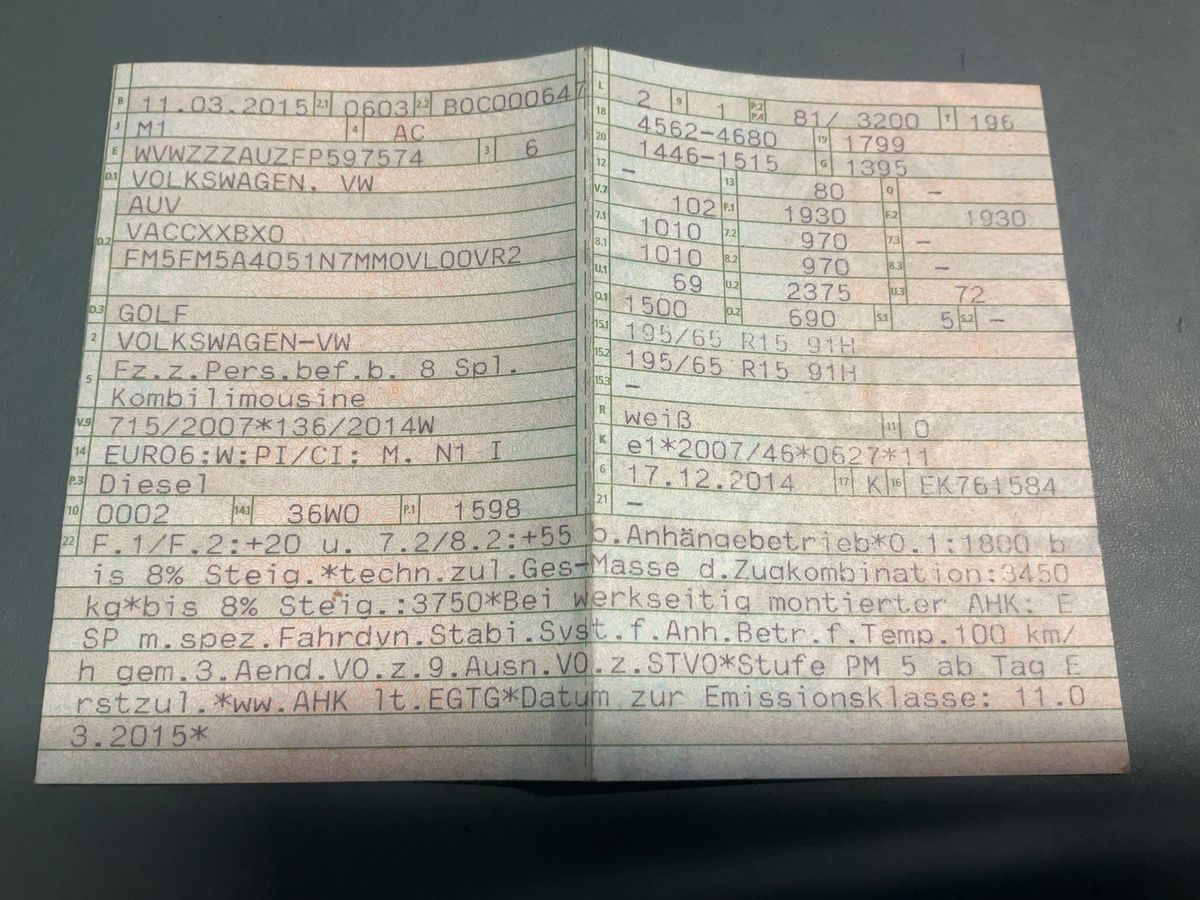 B 11.03.2015 2.1 0603 2.2 BOC000647
J M1 4 AC
E WVWZZZAUZFP597574 3 6
D.1 VOLKSWAGEN, VW
AUV
D.2 VACCXXBX0
FM5FM5A4051N7MM0VL00VR2
D.3 GOLF
2 VOLKSWAGEN-VW
5 Fz.z.Pers.bef.b. 8 Spl.
Kombilimousine
V.9 715/2007*136/2014W
14 EURO6;W;PI/CI; M, N1 I
P.3 Diesel
10 0002 14.1 36W0 P.1 1598
L 2 9 1 P.2 P.4 81/ 3200 T 196
18 4562-4680 19 1799
20 1446-1515 G 1395
12 - 13 80 Q -
V.7 102 F.1 1930 F.2 1930
7.1 1010 7.2 970 7.3 -
8.1 1010 8.2 970 8.3 -
U.1 69 U.2 2375 U.3 72
O.1 1500 O.2 690 S.1 5 S.2 -
15.1 195/65 R15 91H
15.2 195/65 R15 91H
15.3 -
R weiß 11 0
K e1*2007/46*0627*11
6 17.12.2014 17 K 16 EK761584
21 -
22 F.1/F.2:+20 u. 7.2/8.2:+55 b.Anhängebetrieb*O.1:1800 b
is 8% Steig.*techn.zul.Ges-Masse d.Zugkombination:3450
kg*bis 8% Steig.:3750*Bei werkseitig montierter AHK: E
SP m.spez.Fahrdyn.Stabi.Syst.f.Anh.Betr.f.Temp.100 km/
h gem.3.Aend.VO.z.9.Ausn.VO.z.STVO*Stufe PM 5 ab Tag E
rstzul.*ww.AHK lt.EGTG*Datum zur Emissionsklasse: 11.0
3.2015*